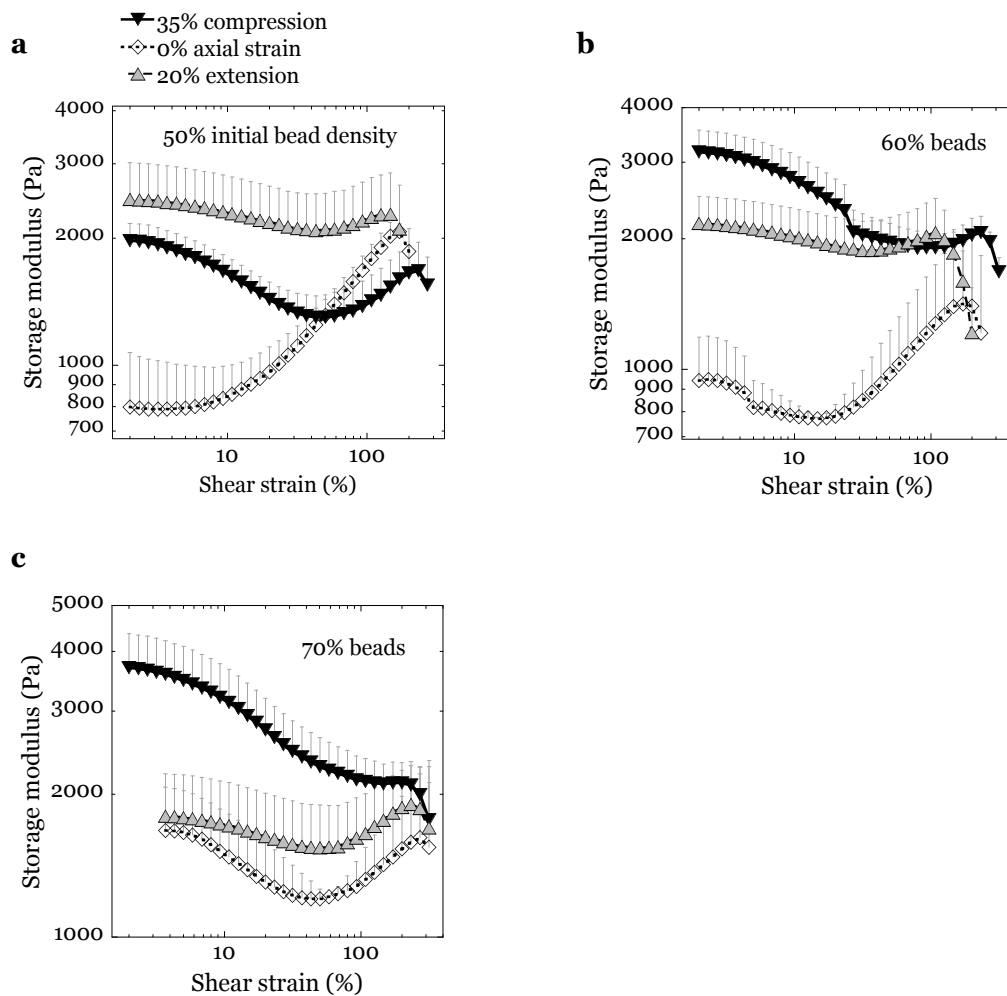 35% compression
0% axial strain
20% extension
a
50% initial bead density
4000
3000
2000
1000
900
800
700
Storage modulus (Pa)
10
100
Shear strain (%)
b
60% beads
4000
3000
2000
1000
900
800
700
Storage modulus (Pa)
10
100
Shear strain (%)
c
70% beads
5000
4000
3000
2000
1000
Storage modulus (Pa)
10
100
Shear strain (%)